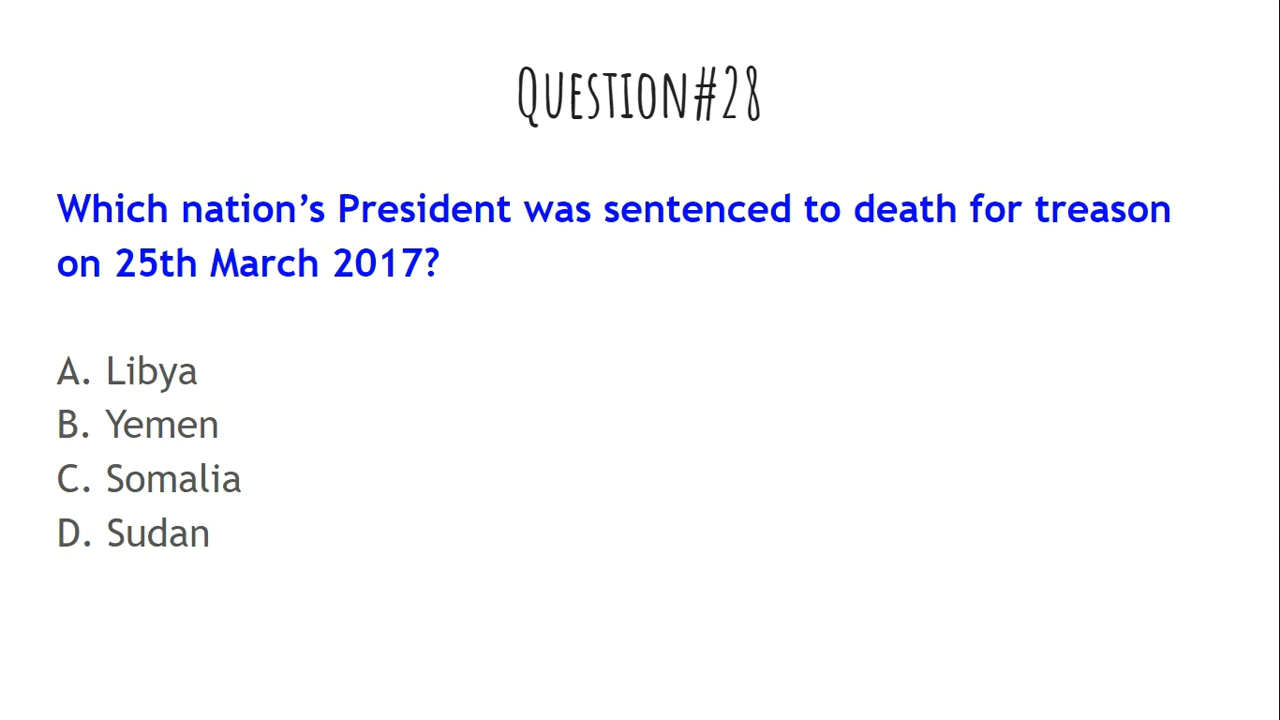 Question#28
Which nation’s President was sentenced to death for treason
on 25th March 2017?
A. Libya
B. Yemen
C. Somalia
D. Sudan